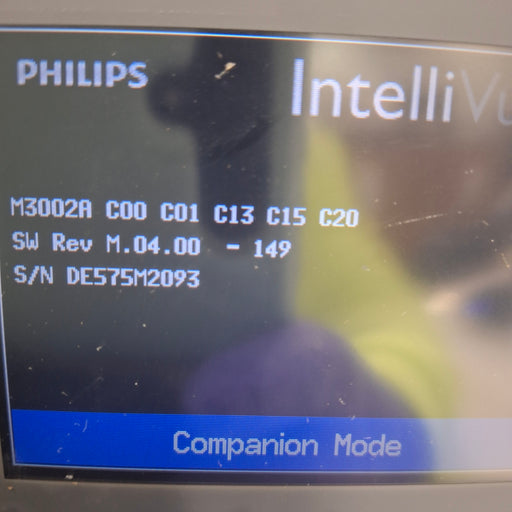 PHILIPS
IntelliVu
M3002A C00 C01 C13 C15 C20
SW Rev M.04.00 - 149
S/N DE575M2093
Companion Mode